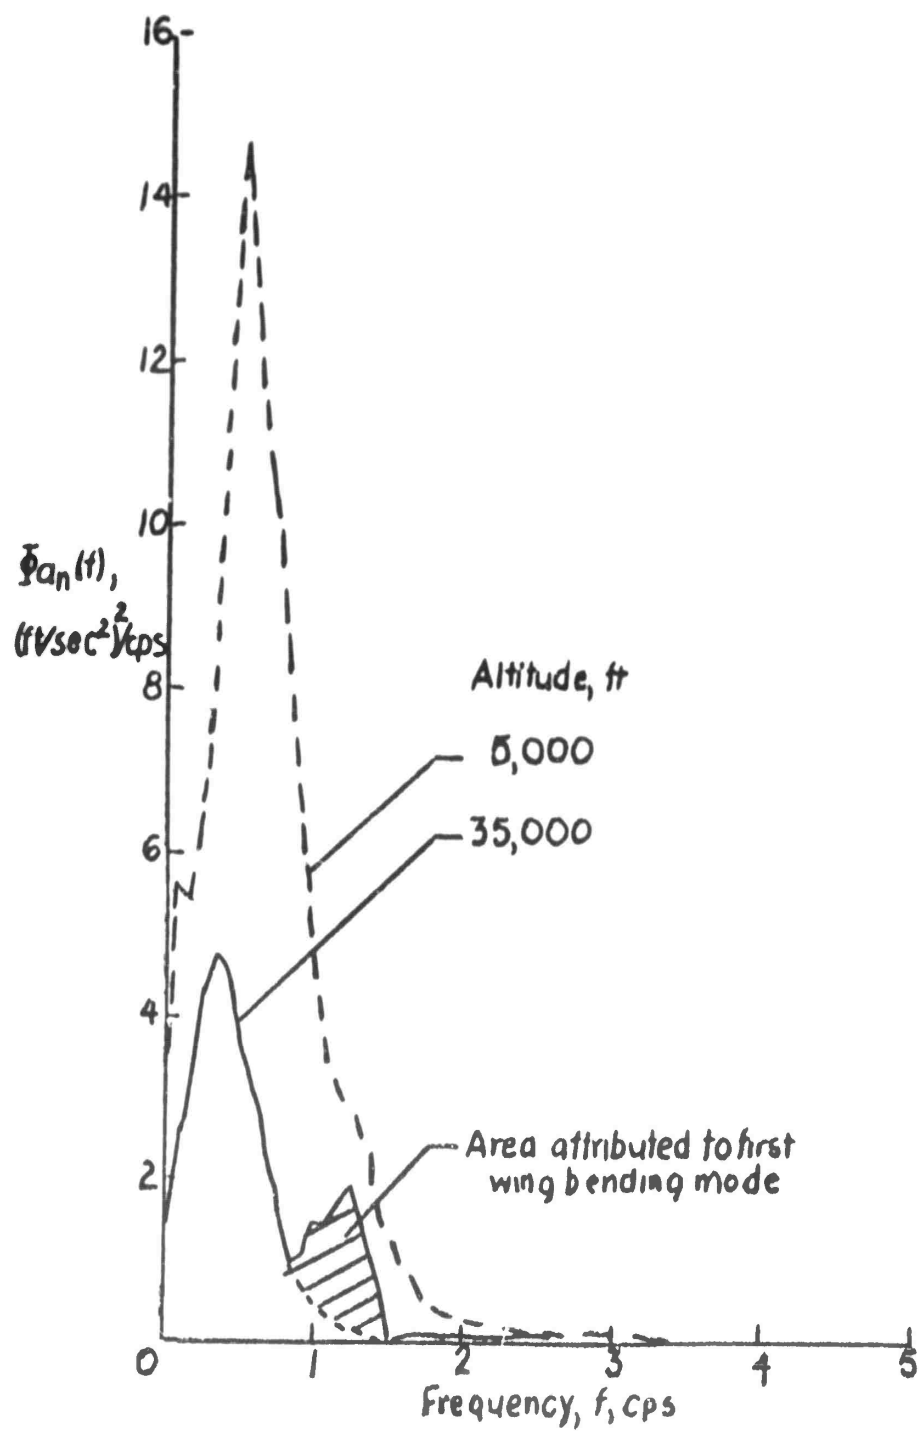 16
14
12
10
Φan(f),
(ft/sec²)²/cps
8
Altitude, ft
5,000
35,000
6
4
Area attributed to first
wing bending mode
2
0 1 2 3 4 5
Frequency, f, cps